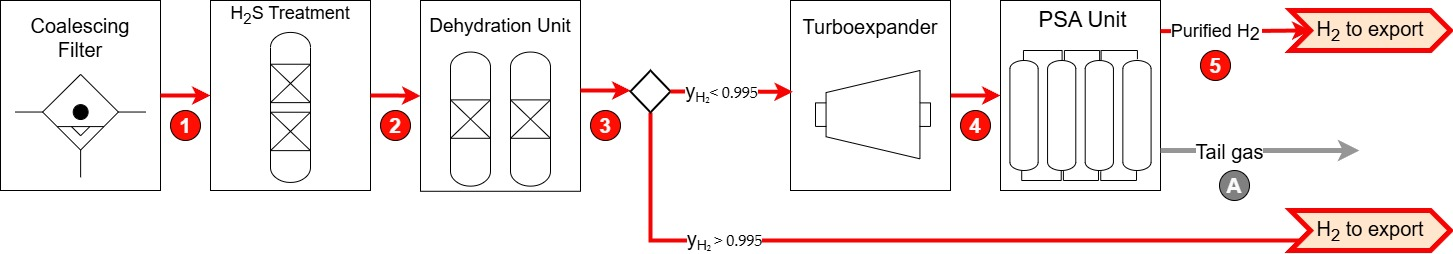 Coalescing
Filter
1
H₂S Treatment
2
Dehydration Unit
3
yH₂< 0.995
Turboexpander
4
PSA Unit
Purified H₂
5
H₂ to export
Tail gas
A
yH₂ > 0.995
H₂ to export